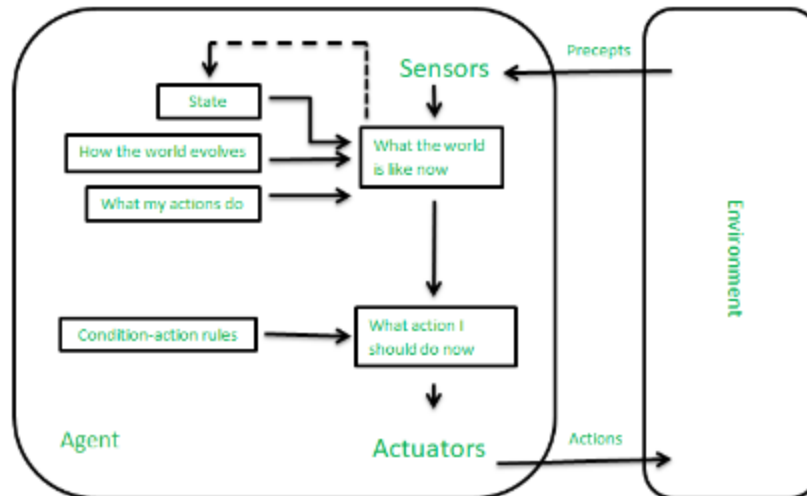 Precepts
Sensors
State
How the world evolves
What the world
is like now
What my actions do
Environment
Condition-action rules
What action I
should do now
Agent
Actuators
Actions